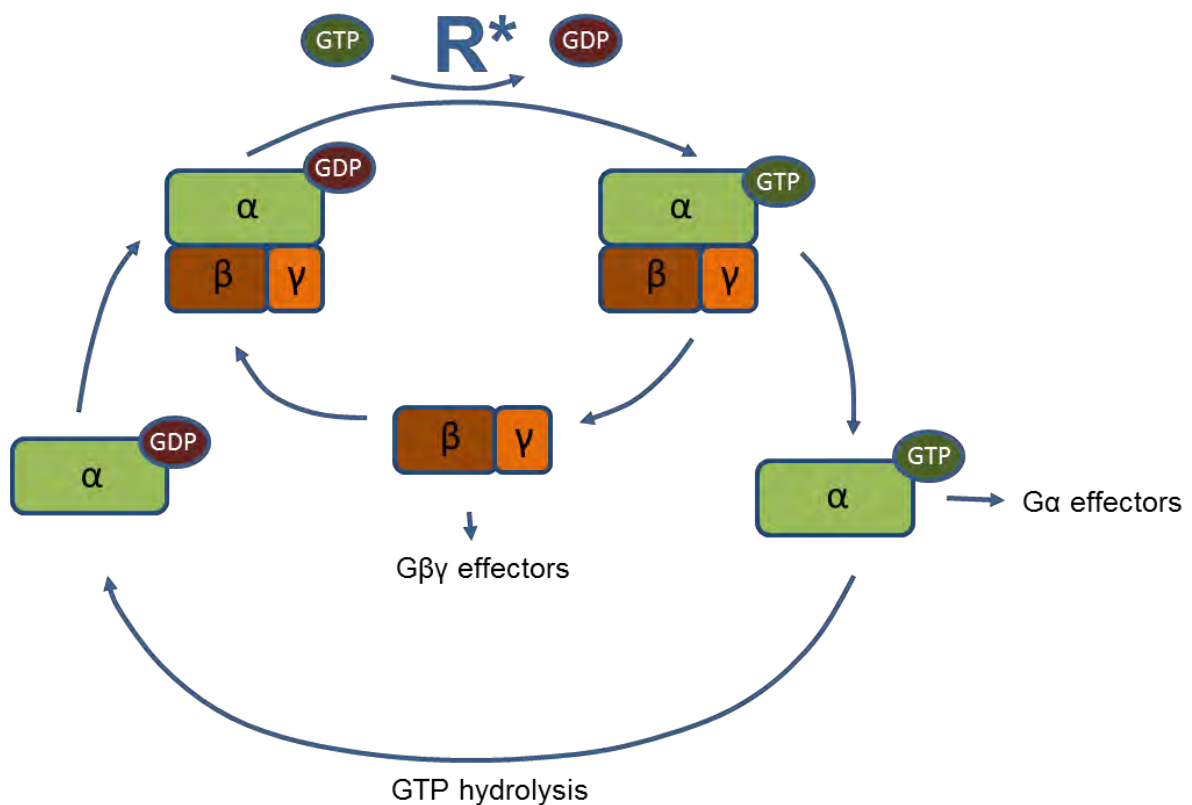 GTP
R*
GDP
GDP
α
β
γ
GTP
α
β
γ
GDP
α
β
γ
GTP
α
Gα effectors
Gβγ effectors
GTP hydrolysis